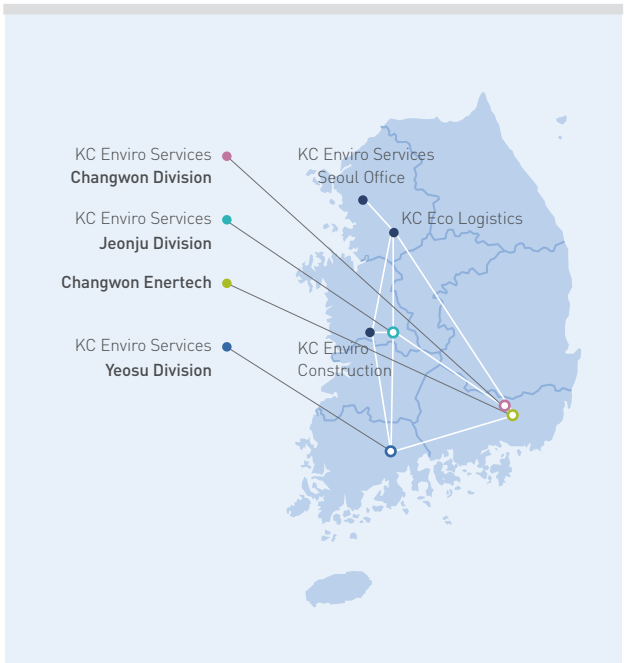 KC Enviro Services
Changwon Division
KC Enviro Services
Jeonju Division
Changwon Enertech
KC Enviro Services
Yeosu Division
KC Enviro Services
Seoul Office
KC Eco Logistics
KC Enviro
Construction